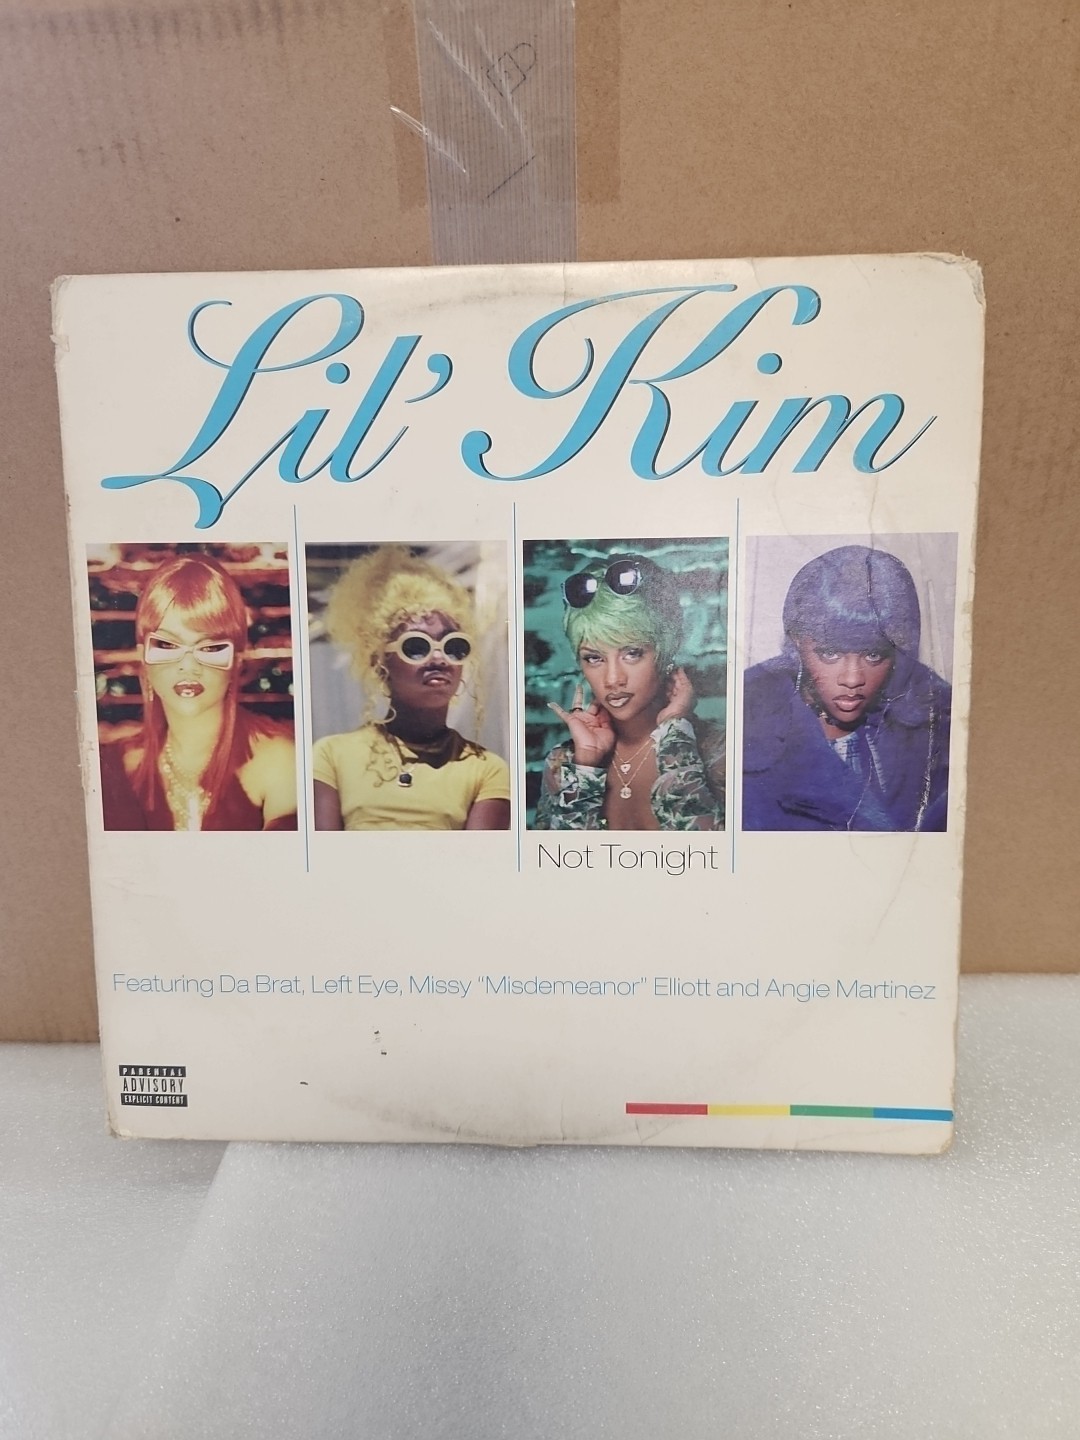 Lil' Kim
Not Tonight
Featuring Da Brat, Left Eye, Missy "Misdemeanor" Elliott and Angie Martinez
PARENTAL
ADVISORY
EXPLICIT CONTENT